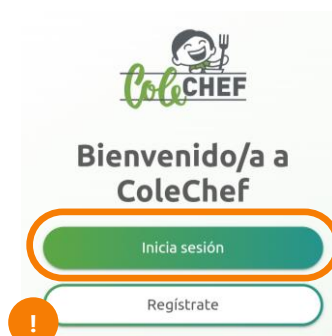 ColeCHEF
Bienvenido/a a
ColeChef
Inicia sesión
Regístrate
!